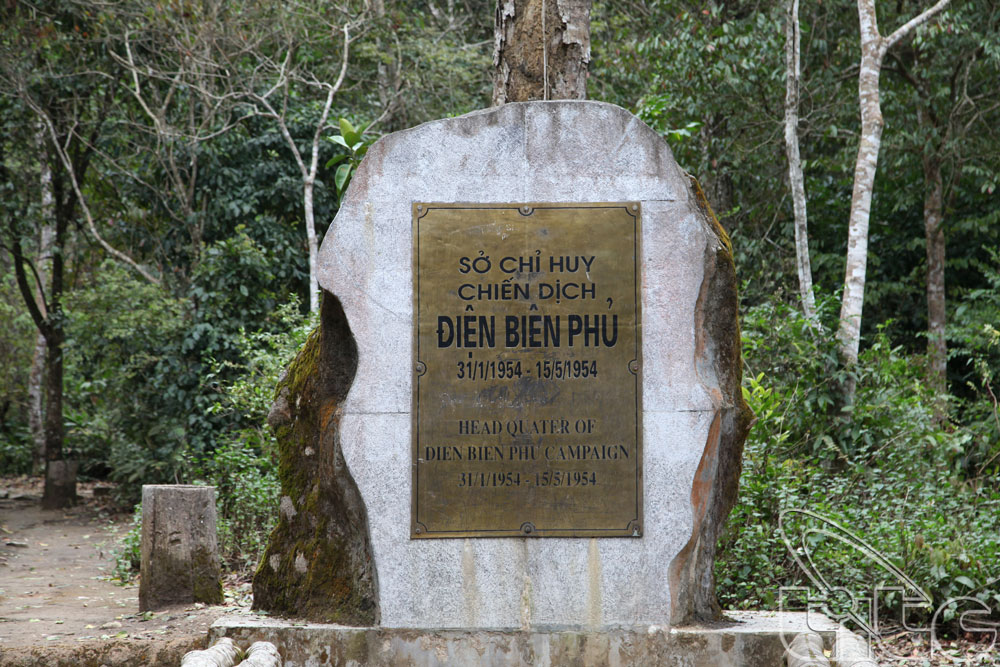 SỞ CHỈ HUY
CHIẾN DỊCH
ĐIỆN BIÊN PHỦ
31/1/1954 - 15/5/1954
HEAD QUATER OF
DIEN BIEN PHU CAMPAIGN
31/1/1954 - 15/5/1954